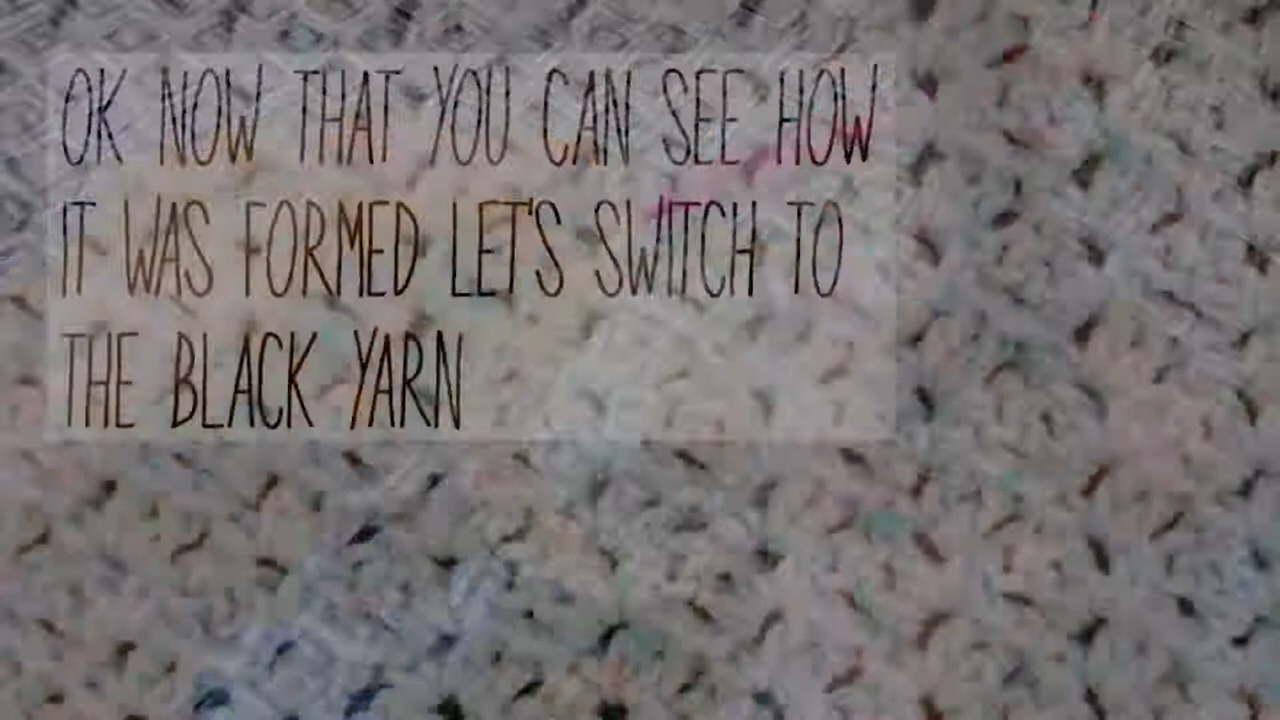 OK NOW THAT YOU CAN SEE HOW
IT WAS FORMED LET'S SWITCH TO
THE BLACK YARN